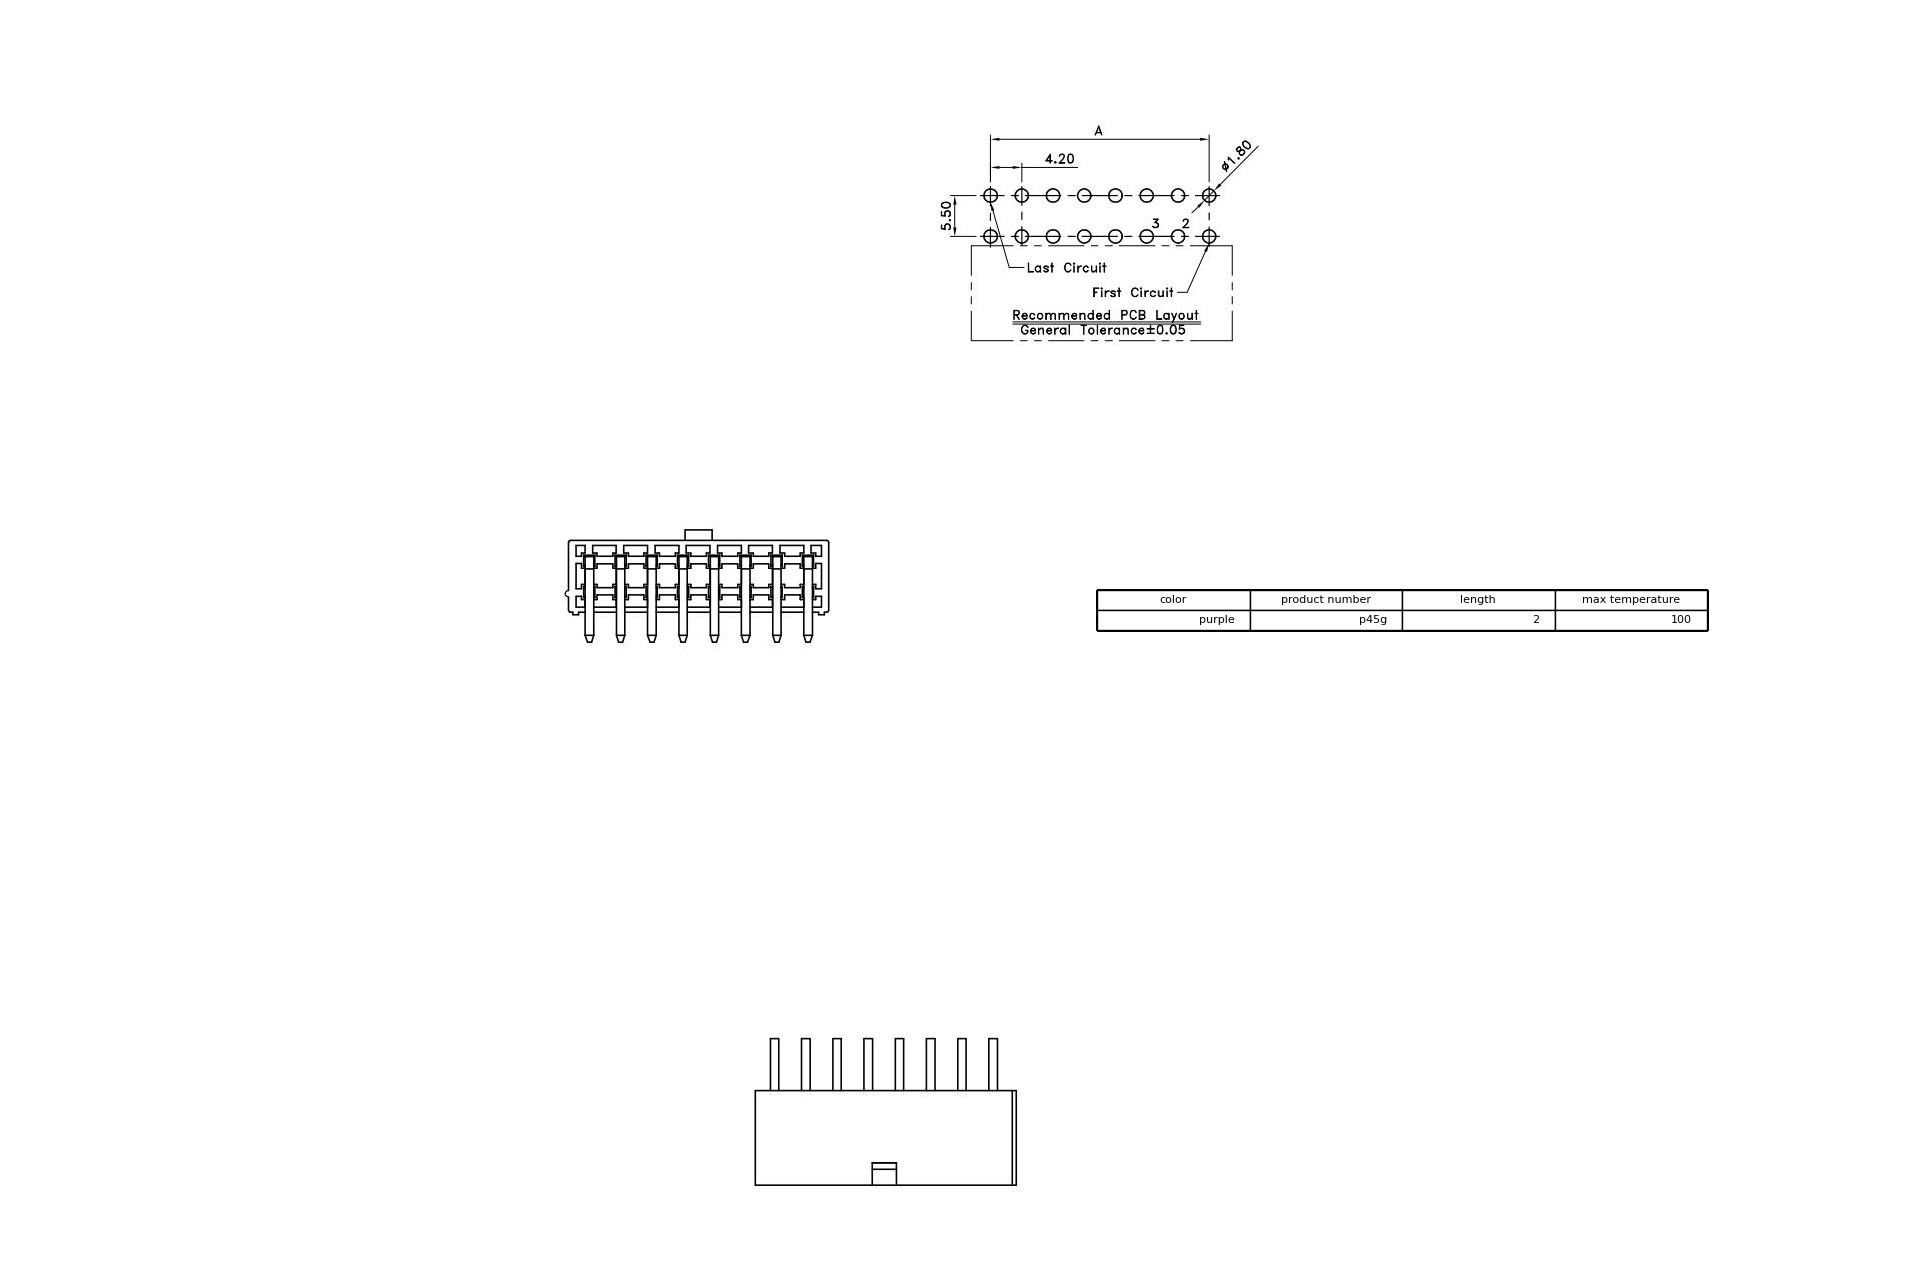 A
4.20
ø1.80
5.50
3 2
Last Circuit
First Circuit
Recommended PCB Layout
General Tolerance±0.05
color product number length max temperature
purple p45g 2 100